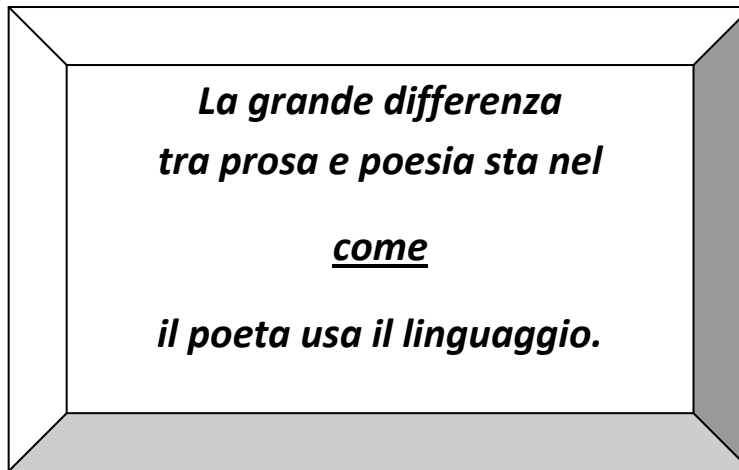 La grande differenza
tra prosa e poesia sta nel
come
il poeta usa il linguaggio.